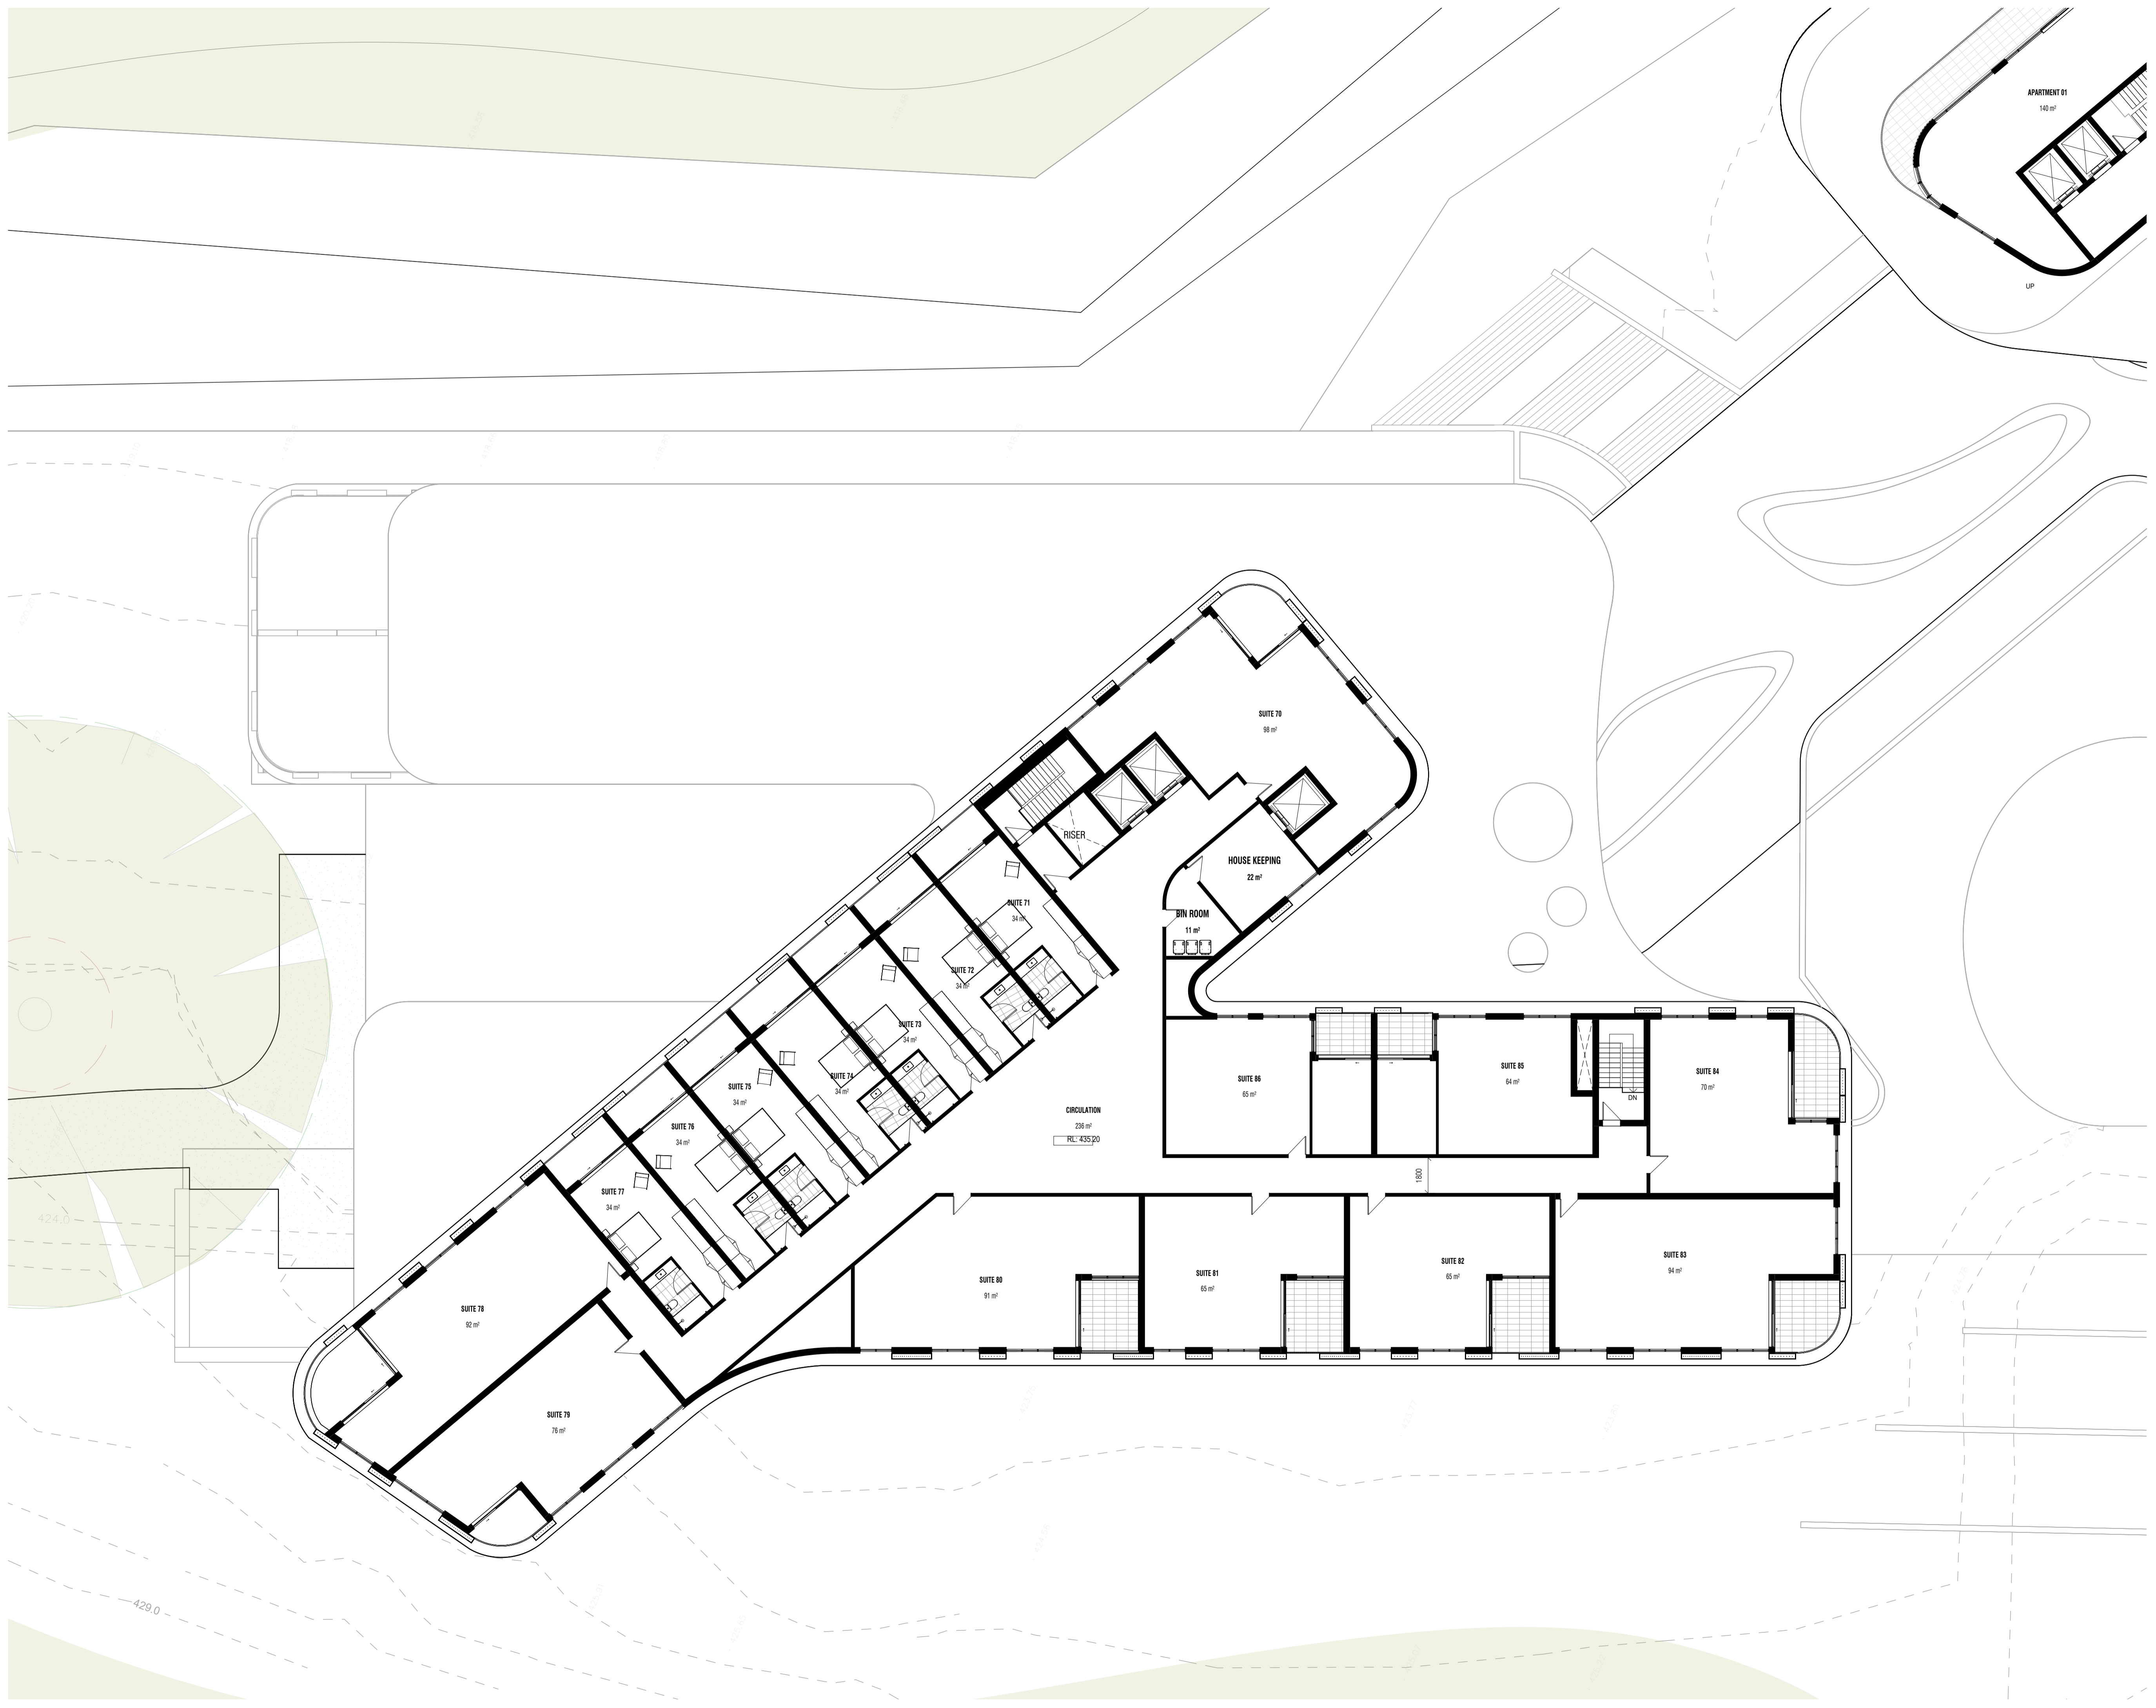 APARTMENT 01
140 m²
UP
SUITE 70
98 m²
RISER
HOUSE KEEPING
22 m²
SUITE 71
34 m²
BIN ROOM
11 m²
SUITE 72
34 m²
SUITE 73
34 m²
SUITE 74
34 m²
SUITE 75
34 m²
SUITE 76
34 m²
SUITE 77
34 m²
SUITE 86
65 m²
SUITE 85
64 m²
SUITE 84
70 m²
DN
CIRCULATION
236 m²
RL: 435.20
1800
424.0
SUITE 78
92 m²
SUITE 80
91 m²
SUITE 81
65 m²
SUITE 82
65 m²
SUITE 83
94 m²
SUITE 79
76 m²
429.0